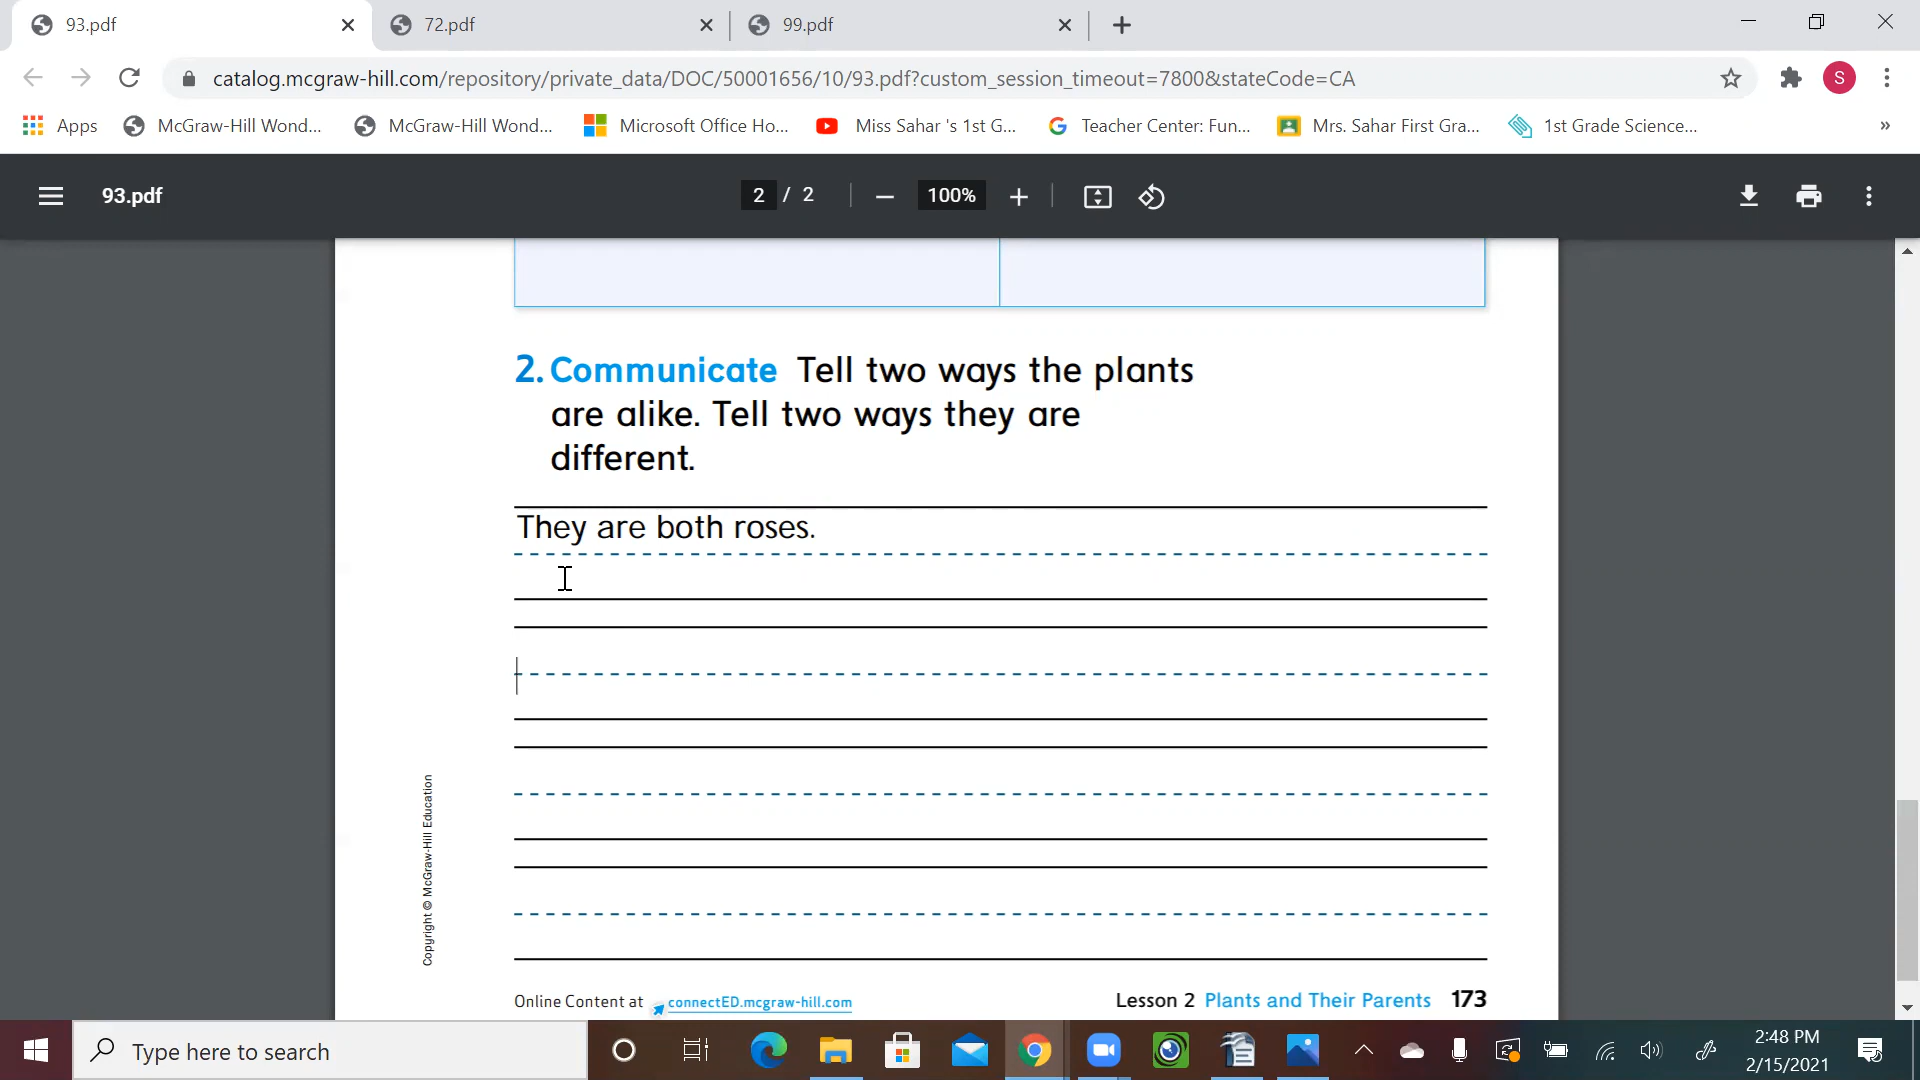 93.pdf
72.pdf
99.pdf
catalog.mcgraw-hill.com/repository/private_data/DOC/50001656/10/93.pdf?custom_session_timeout=7800&stateCode=CA
S
Apps
McGraw-Hill Wond...
McGraw-Hill Wond...
Microsoft Office Ho...
Miss Sahar 's 1st G...
Teacher Center: Fun...
Mrs. Sahar First Gra...
1st Grade Science...
»
93.pdf
2 / 2
100%
2. Communicate Tell two ways the plants
are alike. Tell two ways they are
different.
They are both roses.
Copyright © McGraw-Hill Education
Online Content at connectED.mcgraw-hill.com
Lesson 2 Plants and Their Parents 173
Type here to search
2:48 PM
2/15/2021